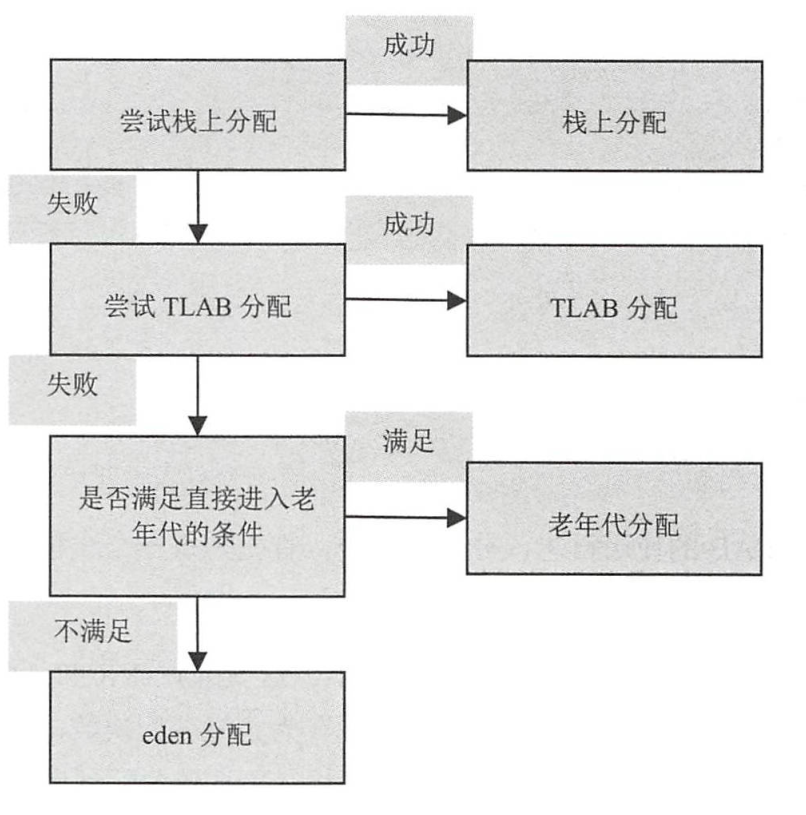 成功
尝试栈上分配
栈上分配
失败
成功
尝试 TLAB 分配
TLAB 分配
失败
满足
是否满足直接进入老
年代的条件
老年代分配
不满足
eden 分配